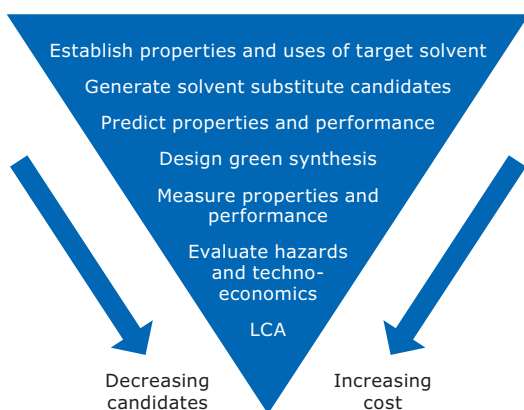 Establish properties and uses of target solvent
Generate solvent substitute candidates
Predict properties and performance
Design green synthesis
Measure properties and
performance
Evaluate hazards
and techno-
economics
LCA
Decreasing
candidates
Increasing
cost